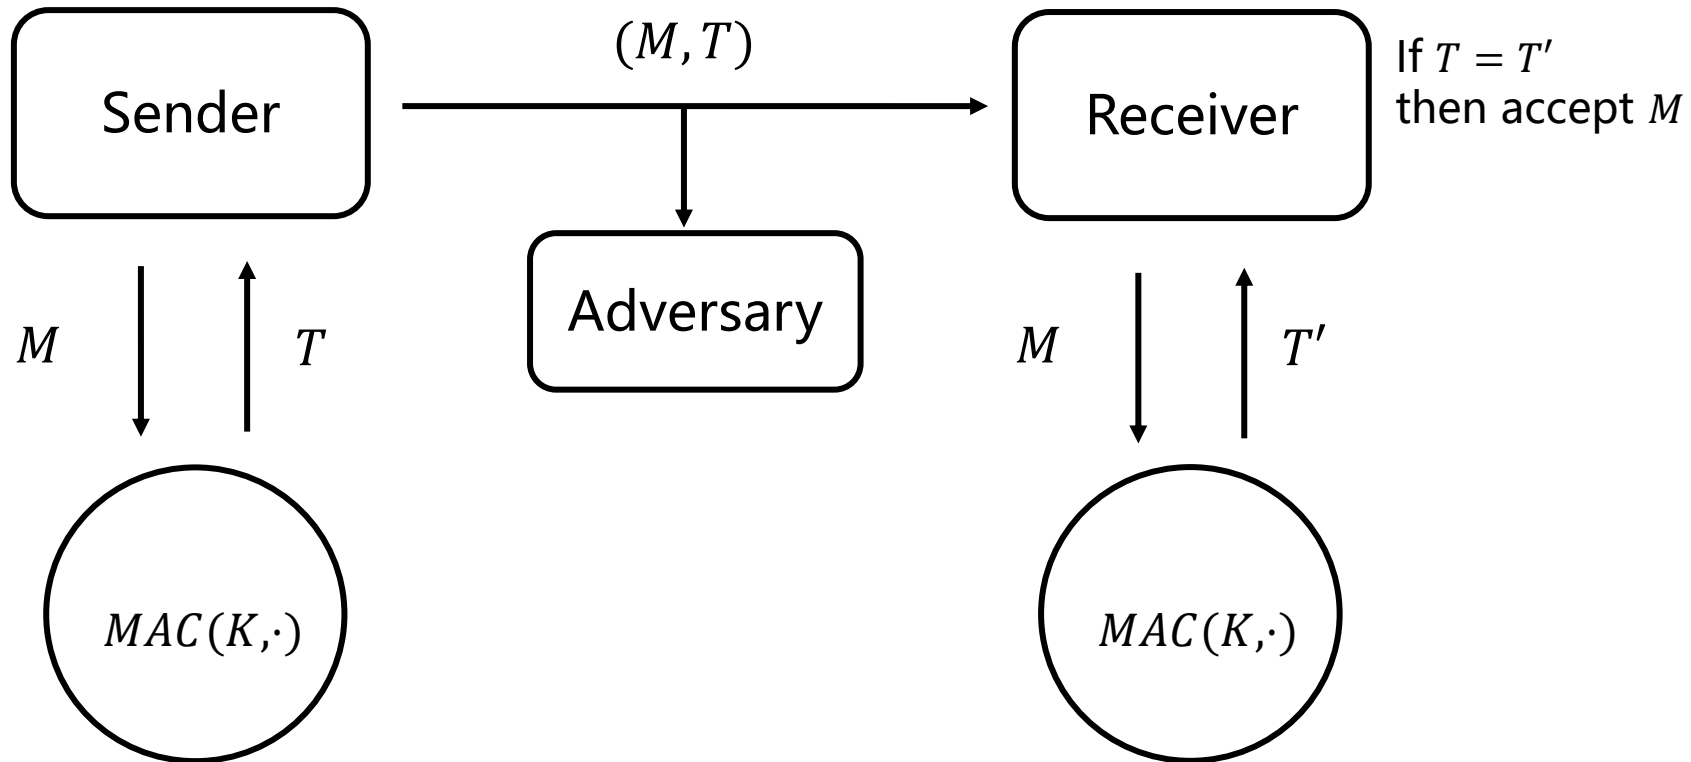 (M, T)
Sender
Receiver
If T = T′
then accept M
Adversary
M
T
M
T′
MAC(K,·)
MAC(K,·)